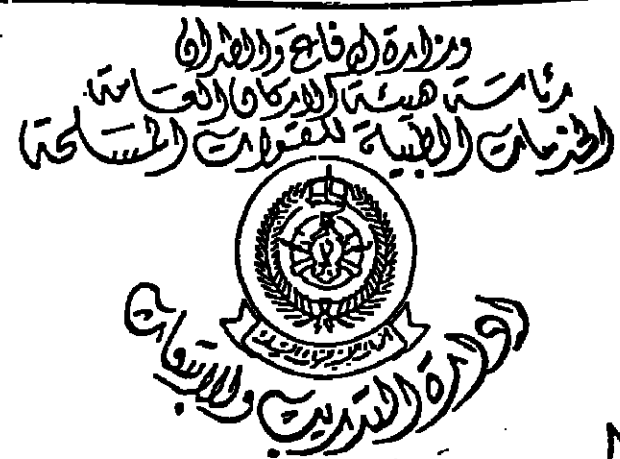 وزارة الدفاع والطيران
رئاسة هيئة الأركان العامة
الخدمات الطبية للقوات المسلحة
إدارة التدريب والابتعاث